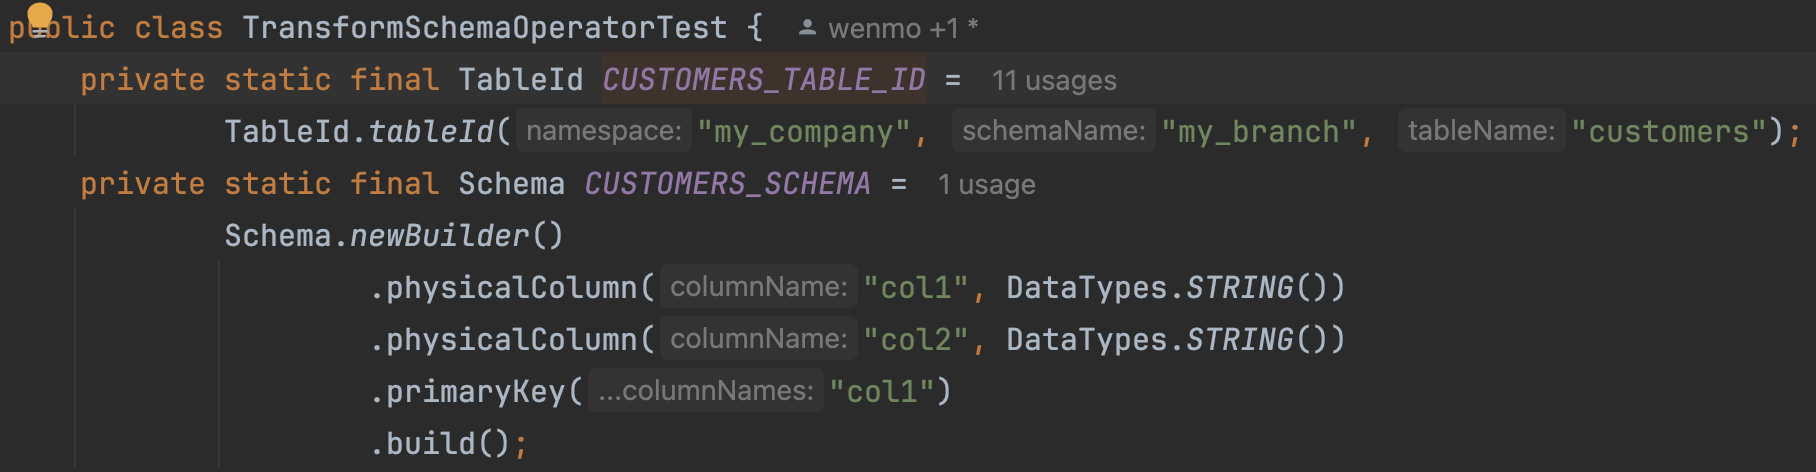 public class TransformSchemaOperatorTest { wenmo +1 *
private static final TableId CUSTOMERS_TABLE_ID = 11 usages
TableId.tableId( namespace: "my_company", schemaName: "my_branch", tableName: "customers");
private static final Schema CUSTOMERS_SCHEMA = 1 usage
Schema.newBuilder()
.physicalColumn( columnName: "col1", DataTypes.STRING())
.physicalColumn( columnName: "col2", DataTypes.STRING())
.primaryKey( ...columnNames: "col1")
.build();